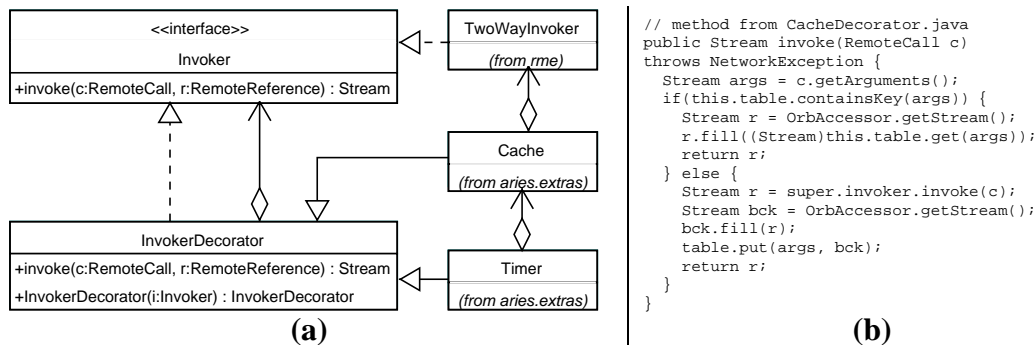 <<interface>>
Invoker
+invoke(c:RemoteCall, r:RemoteReference) : Stream
TwoWayInvoker
(from rme)
Cache
(from aries.extras)
InvokerDecorator
+invoke(c:RemoteCall, r:RemoteReference) : Stream
+InvokerDecorator(i:Invoker) : InvokerDecorator
Timer
(from aries.extras)
(a)
// method from CacheDecorator.java
public Stream invoke(RemoteCall c)
throws NetworkException {
  Stream args = c.getArguments();
  if(this.table.containsKey(args)) {
    Stream r = OrbAccessor.getStream();
    r.fill((Stream)this.table.get(args));
    return r;
  } else {
    Stream r = super.invoker.invoke(c);
    Stream bck = OrbAccessor.getStream();
    bck.fill(r);
    table.put(args, bck);
    return r;
  }
}
(b)